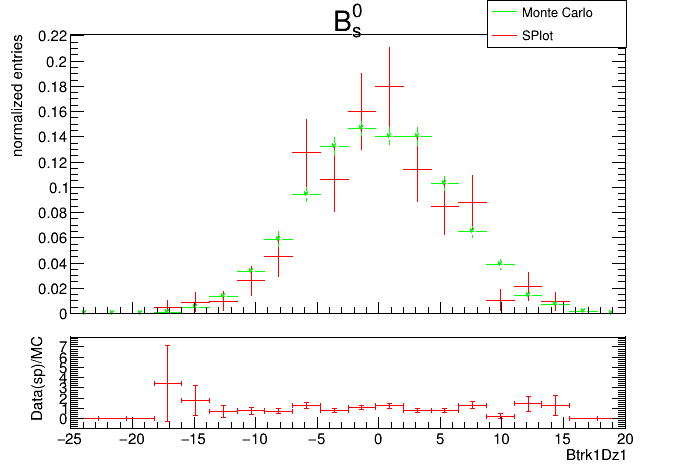 B⁰ₛ
Monte Carlo
SPlot
normalized entries
0.22
0.2
0.18
0.16
0.14
0.12
0.1
0.08
0.06
0.04
0.02
0
Data(sp)/MC
7
6
5
4
3
2
1
0
−25 −20 −15 −10 −5 0 5 10 15 20
Btrk1Dz1